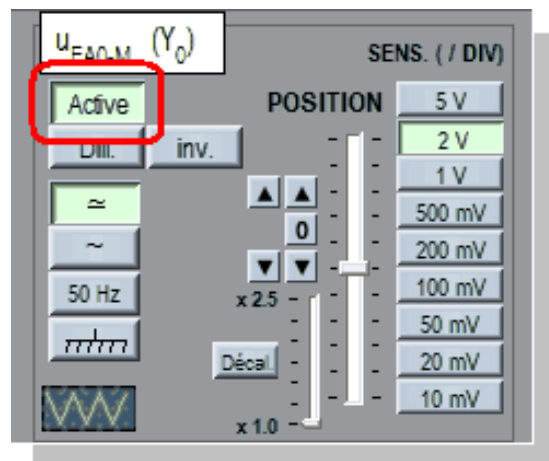 uEA0-M (Y0)
SENS. ( / DIV)
Active
POSITION
5 V
Diff.
inv.
2 V
1 V
≃
500 mV
0
~
200 mV
50 Hz
100 mV
x 2.5
50 mV
Décal.
20 mV
10 mV
x 1.0